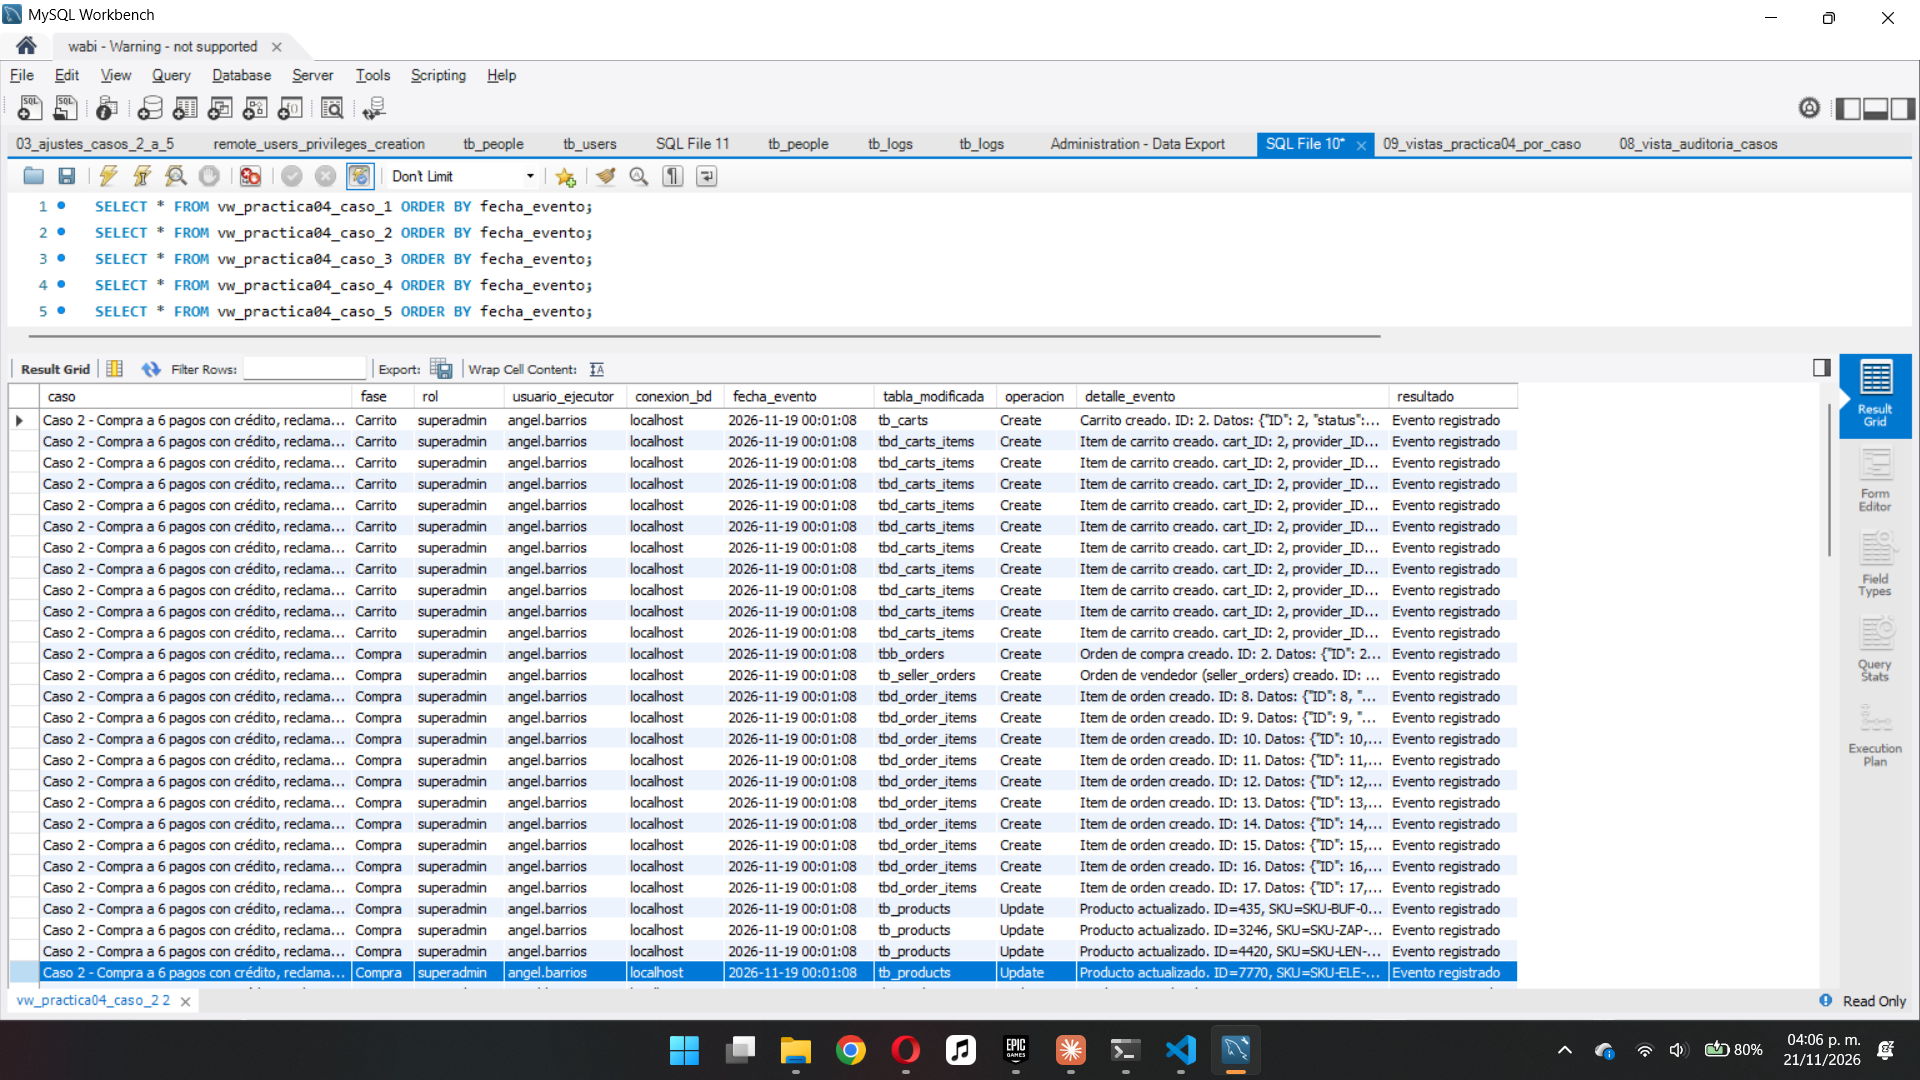 MySQL Workbench
wabi - Warning - not supported
File Edit View Query Database Server Tools Scripting Help
03_ajustes_casos_2_a_5 remote_users_privileges_creation tb_people tb_users SQL File 11 tb_people tb_logs tb_logs Administration - Data Export SQL File 10* 09_vistas_practica04_por_caso 08_vista_auditoria_casos
Don't Limit
1 SELECT * FROM vw_practica04_caso_1 ORDER BY fecha_evento;
2 SELECT * FROM vw_practica04_caso_2 ORDER BY fecha_evento;
3 SELECT * FROM vw_practica04_caso_3 ORDER BY fecha_evento;
4 SELECT * FROM vw_practica04_caso_4 ORDER BY fecha_evento;
5 SELECT * FROM vw_practica04_caso_5 ORDER BY fecha_evento;
Result Grid Filter Rows: Export: Wrap Cell Content:
caso fase rol usuario_ejecutor conexion_bd fecha_evento tabla_modificada operacion detalle_evento resultado
Caso 2 - Compra a 6 pagos con crédito, reclama... Carrito superadmin angel.barrios localhost 2026-11-19 00:01:08 tb_carts Create Carrito creado. ID: 2. Datos: {"ID": 2, "status":... Evento registrado
Caso 2 - Compra a 6 pagos con crédito, reclama... Carrito superadmin angel.barrios localhost 2026-11-19 00:01:08 tbd_carts_items Create Item de carrito creado. cart_ID: 2, provider_ID... Evento registrado
Caso 2 - Compra a 6 pagos con crédito, reclama... Carrito superadmin angel.barrios localhost 2026-11-19 00:01:08 tbd_carts_items Create Item de carrito creado. cart_ID: 2, provider_ID... Evento registrado
Caso 2 - Compra a 6 pagos con crédito, reclama... Carrito superadmin angel.barrios localhost 2026-11-19 00:01:08 tbd_carts_items Create Item de carrito creado. cart_ID: 2, provider_ID... Evento registrado
Caso 2 - Compra a 6 pagos con crédito, reclama... Carrito superadmin angel.barrios localhost 2026-11-19 00:01:08 tbd_carts_items Create Item de carrito creado. cart_ID: 2, provider_ID... Evento registrado
Caso 2 - Compra a 6 pagos con crédito, reclama... Carrito superadmin angel.barrios localhost 2026-11-19 00:01:08 tbd_carts_items Create Item de carrito creado. cart_ID: 2, provider_ID... Evento registrado
Caso 2 - Compra a 6 pagos con crédito, reclama... Carrito superadmin angel.barrios localhost 2026-11-19 00:01:08 tbd_carts_items Create Item de carrito creado. cart_ID: 2, provider_ID... Evento registrado
Caso 2 - Compra a 6 pagos con crédito, reclama... Carrito superadmin angel.barrios localhost 2026-11-19 00:01:08 tbd_carts_items Create Item de carrito creado. cart_ID: 2, provider_ID... Evento registrado
Caso 2 - Compra a 6 pagos con crédito, reclama... Carrito superadmin angel.barrios localhost 2026-11-19 00:01:08 tbd_carts_items Create Item de carrito creado. cart_ID: 2, provider_ID... Evento registrado
Caso 2 - Compra a 6 pagos con crédito, reclama... Carrito superadmin angel.barrios localhost 2026-11-19 00:01:08 tbd_carts_items Create Item de carrito creado. cart_ID: 2, provider_ID... Evento registrado
Caso 2 - Compra a 6 pagos con crédito, reclama... Carrito superadmin angel.barrios localhost 2026-11-19 00:01:08 tbd_carts_items Create Item de carrito creado. cart_ID: 2, provider_ID... Evento registrado
Caso 2 - Compra a 6 pagos con crédito, reclama... Compra superadmin angel.barrios localhost 2026-11-19 00:01:08 tbb_orders Create Orden de compra creado. ID: 2. Datos: {"ID": 2... Evento registrado
Caso 2 - Compra a 6 pagos con crédito, reclama... Compra superadmin angel.barrios localhost 2026-11-19 00:01:08 tb_seller_orders Create Orden de vendedor (seller_orders) creado. ID: ... Evento registrado
Caso 2 - Compra a 6 pagos con crédito, reclama... Compra superadmin angel.barrios localhost 2026-11-19 00:01:08 tbd_order_items Create Item de orden creado. ID: 8. Datos: {"ID": 8, "... Evento registrado
Caso 2 - Compra a 6 pagos con crédito, reclama... Compra superadmin angel.barrios localhost 2026-11-19 00:01:08 tbd_order_items Create Item de orden creado. ID: 9. Datos: {"ID": 9, "... Evento registrado
Caso 2 - Compra a 6 pagos con crédito, reclama... Compra superadmin angel.barrios localhost 2026-11-19 00:01:08 tbd_order_items Create Item de orden creado. ID: 10. Datos: {"ID": 10,... Evento registrado
Caso 2 - Compra a 6 pagos con crédito, reclama... Compra superadmin angel.barrios localhost 2026-11-19 00:01:08 tbd_order_items Create Item de orden creado. ID: 11. Datos: {"ID": 11,... Evento registrado
Caso 2 - Compra a 6 pagos con crédito, reclama... Compra superadmin angel.barrios localhost 2026-11-19 00:01:08 tbd_order_items Create Item de orden creado. ID: 12. Datos: {"ID": 12,... Evento registrado
Caso 2 - Compra a 6 pagos con crédito, reclama... Compra superadmin angel.barrios localhost 2026-11-19 00:01:08 tbd_order_items Create Item de orden creado. ID: 13. Datos: {"ID": 13,... Evento registrado
Caso 2 - Compra a 6 pagos con crédito, reclama... Compra superadmin angel.barrios localhost 2026-11-19 00:01:08 tbd_order_items Create Item de orden creado. ID: 14. Datos: {"ID": 14,... Evento registrado
Caso 2 - Compra a 6 pagos con crédito, reclama... Compra superadmin angel.barrios localhost 2026-11-19 00:01:08 tbd_order_items Create Item de orden creado. ID: 15. Datos: {"ID": 15,... Evento registrado
Caso 2 - Compra a 6 pagos con crédito, reclama... Compra superadmin angel.barrios localhost 2026-11-19 00:01:08 tbd_order_items Create Item de orden creado. ID: 16. Datos: {"ID": 16,... Evento registrado
Caso 2 - Compra a 6 pagos con crédito, reclama... Compra superadmin angel.barrios localhost 2026-11-19 00:01:08 tbd_order_items Create Item de orden creado. ID: 17. Datos: {"ID": 17,... Evento registrado
Caso 2 - Compra a 6 pagos con crédito, reclama... Compra superadmin angel.barrios localhost 2026-11-19 00:01:08 tb_products Update Producto actualizado. ID=435, SKU=SKU-BUF-0... Evento registrado
Caso 2 - Compra a 6 pagos con crédito, reclama... Compra superadmin angel.barrios localhost 2026-11-19 00:01:08 tb_products Update Producto actualizado. ID=3246, SKU=SKU-ZAP-... Evento registrado
Caso 2 - Compra a 6 pagos con crédito, reclama... Compra superadmin angel.barrios localhost 2026-11-19 00:01:08 tb_products Update Producto actualizado. ID=4420, SKU=SKU-LEN-... Evento registrado
Caso 2 - Compra a 6 pagos con crédito, reclama... Compra superadmin angel.barrios localhost 2026-11-19 00:01:08 tb_products Update Producto actualizado. ID=7770, SKU=SKU-ELE-... Evento registrado
Result Grid
Form Editor
Field Types
Query Stats
Execution Plan
vw_practica04_caso_2 2
Read Only
EPIC GAMES
80%
04:06 p. m.
21/11/2026